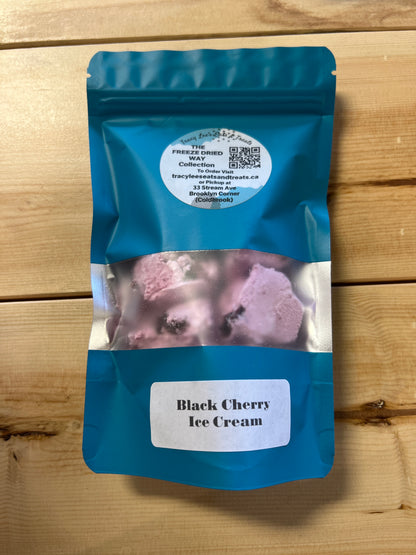 Tracy Lee's Eats & Treats
THE
FREEZE DRIED
WAY
Collection
To Order Visit
tracyleeseatsandtreats.ca
or Pickup at
33 Stream Ave
Brooklyn Corner
(Coldbrook)
Black Cherry
Ice Cream